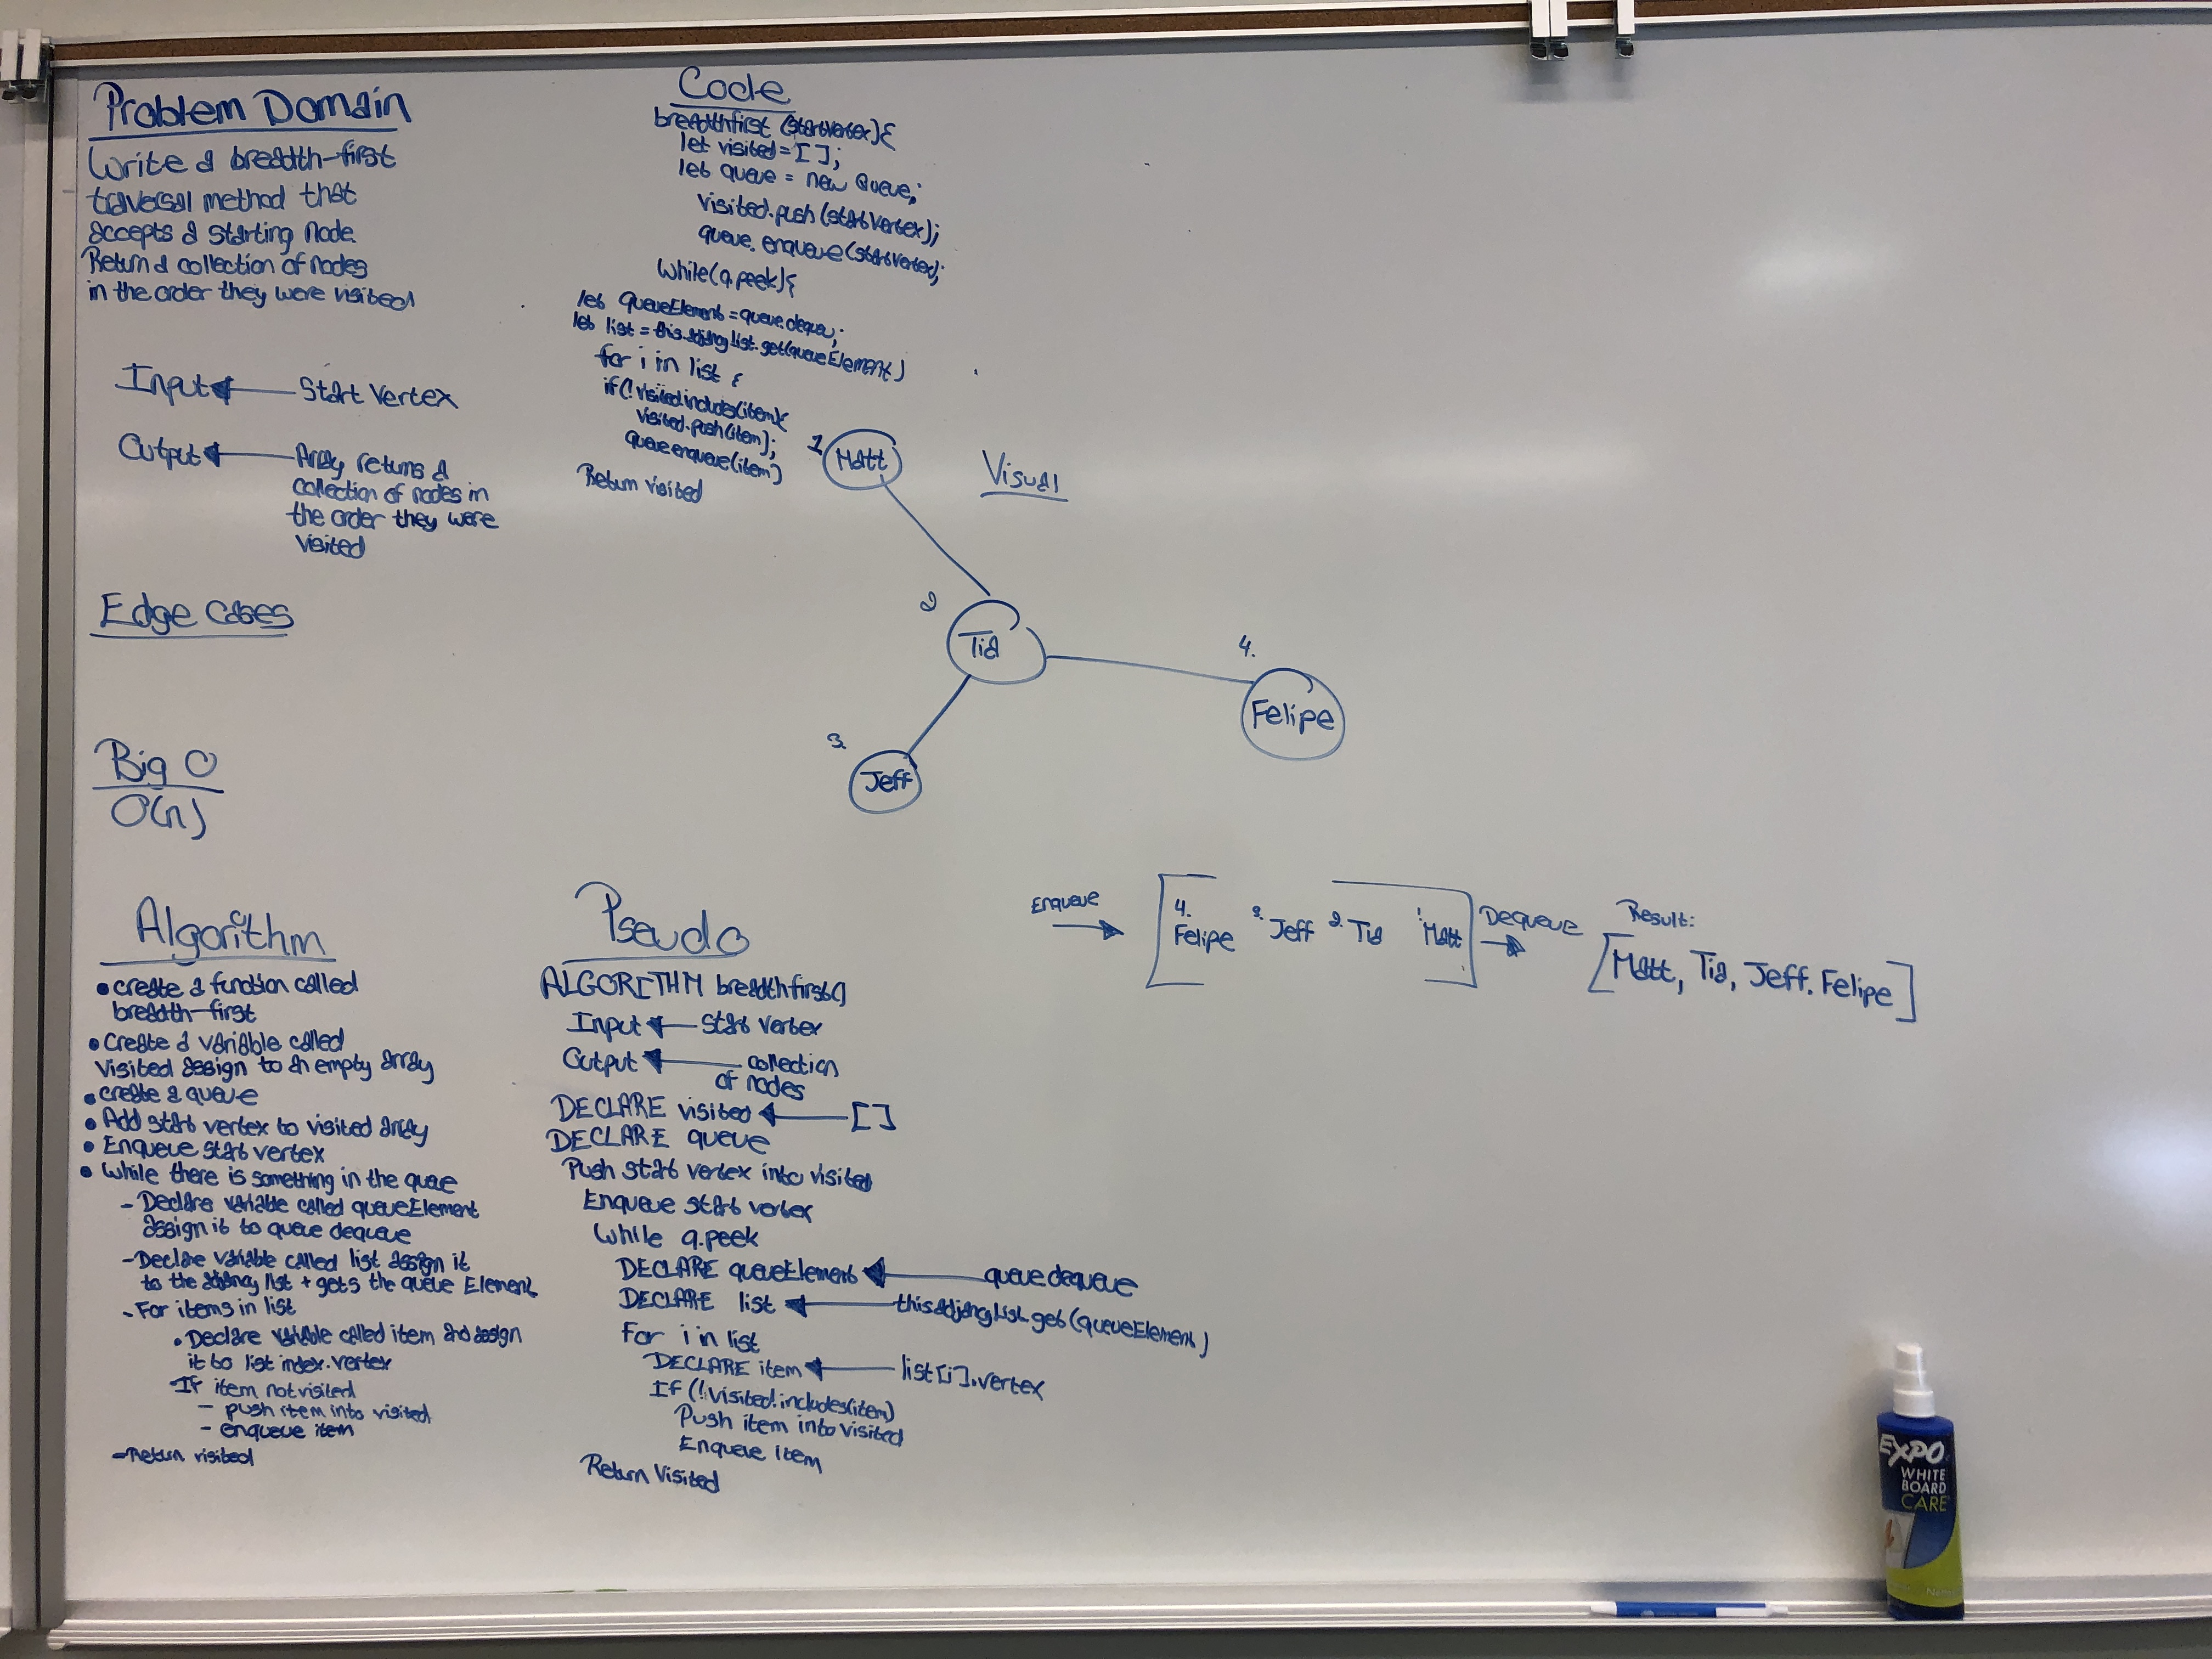 Problem Domain
Write a breadth-first
traversal method that
accepts a starting node.
Return a collection of nodes
in the order they were visited
Input ← Start Vertex
Output ← Array returns a
collection of nodes in
the order they were
visited
Edge cases
Big O
O(n)
Code
breadthfirst (startvertex){
let visited = [ ];
let queue = new Queue;
visited.push(startVertex);
queue.enqueue(startVertex);
while(q.peek){
let queueElement = queue.deque;
let list = this.adjancylist.get(queueElement)
for i in list {
if(!visited.includes(item){
visited.push(item);
queue.enqueue(item)
Return visited
Visual
1. Matt
2 Tia
4. Felipe
3. Jeff
Algorithm
• create a function called
breadth-first
• Create a variable called
visited assign to an empty array
• create a queue
• Add start vertex to visited array
• Enqueue start vertex
• While there is something in the queue
- Declare variable called queueElement
assign it to queue dequeue
- Declare variable called list assign it
to the adjancy list + gets the queue Element
- For items in list
• Declare variable called item and assign
it to list index.vertex
If item not visited
- push item into visited
- enqueue item
- Return visited
Pseudo
ALGORITHM breadthfirst()
Input ← start vertex
Output ← collection
of nodes
DECLARE visited ← [ ]
DECLARE queue
Push start vertex into visited
Enqueue start vertex
While q.peek
DECLARE queueElement ← queue dequeue
DECLARE list ← this.adjancylist.get(queueElement)
For i in list
DECLARE item ← list[i].vertex
If (!visited.includes(item)
Push item into visited
Enqueue item
Return Visited
Enqueue → [4. Felipe 3. Jeff 2. Tia 1. Matt] Dequeue →
Result:
[Matt, Tia, Jeff. Felipe]
EXPO
WHITE
BOARD
CARE